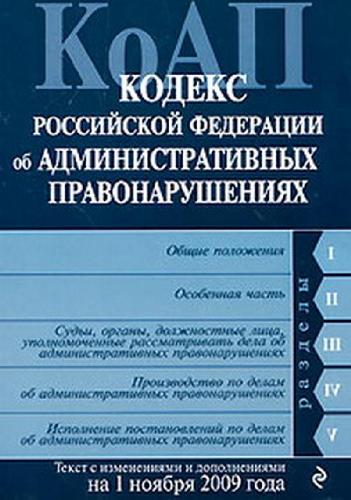 КоАП
КОДЕКС
РОССИЙСКОЙ ФЕДЕРАЦИИ
об АДМИНИСТРАТИВНЫХ
ПРАВОНАРУШЕНИЯХ
Общие положения I
Особенная часть II
Судьи, органы, должностные лица,
уполномоченные рассматривать дела об
административных правонарушениях III
Производство по делам
об административных правонарушениях VI
Исполнение постановлений по делам
об административных правонарушениях V
разделы
Текст с изменениями и дополнениями
на 1 ноября 2009 года